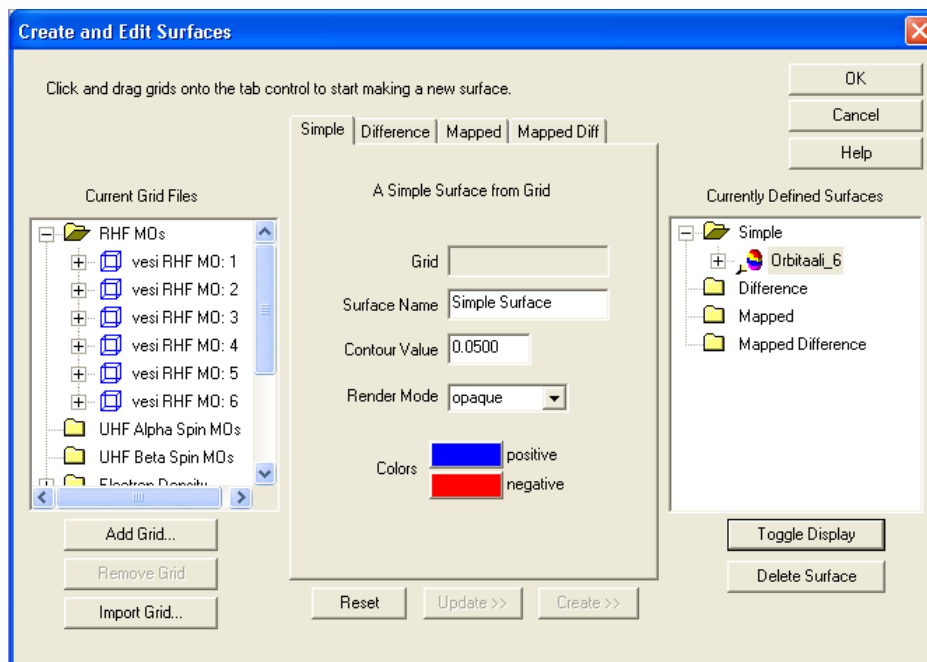 Create and Edit Surfaces
Click and drag grids onto the tab control to start making a new surface.
OK
Cancel
Help
Simple
Difference
Mapped
Mapped Diff
Current Grid Files
RHF MOs
vesi RHF MO: 1
vesi RHF MO: 2
vesi RHF MO: 3
vesi RHF MO: 4
vesi RHF MO: 5
vesi RHF MO: 6
UHF Alpha Spin MOs
UHF Beta Spin MOs
Electron Density
Add Grid...
Remove Grid
Import Grid...
A Simple Surface from Grid
Grid
Surface Name Simple Surface
Contour Value 0.0500
Render Mode opaque
Colors
positive
negative
Reset
Update >>
Create >>
Currently Defined Surfaces
Simple
Orbitaali_6
Difference
Mapped
Mapped Difference
Toggle Display
Delete Surface